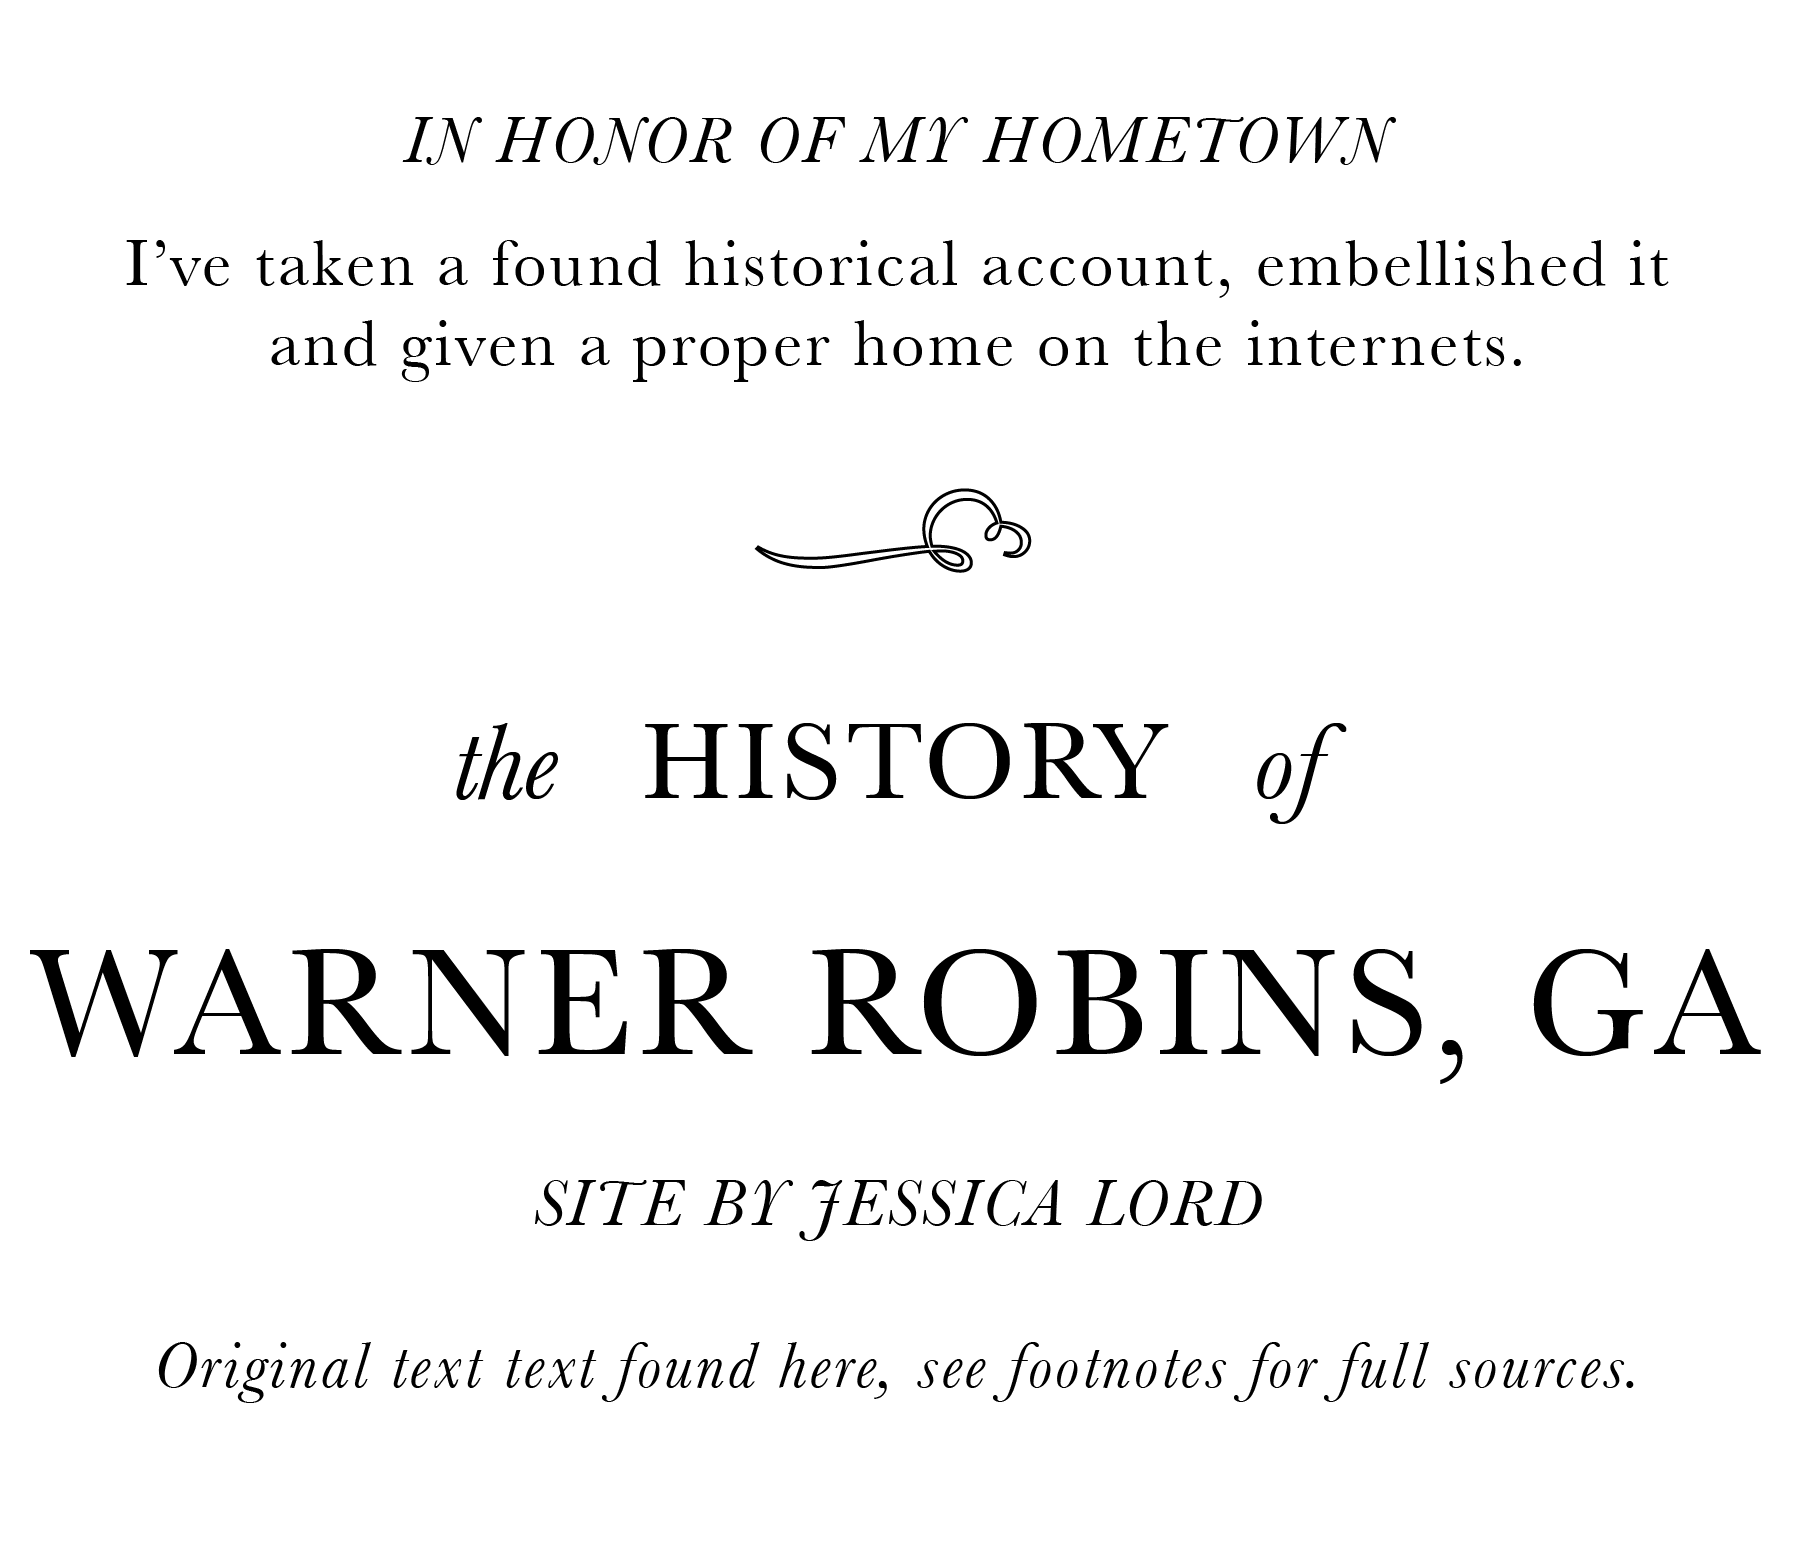 IN HONOR OF MY HOMETOWN
I’ve taken a found historical account, embellished it
and given a proper home on the internets.
the HISTORY of
WARNER ROBINS, GA
SITE BY JESSICA LORD
Original text text found here, see footnotes for full sources.